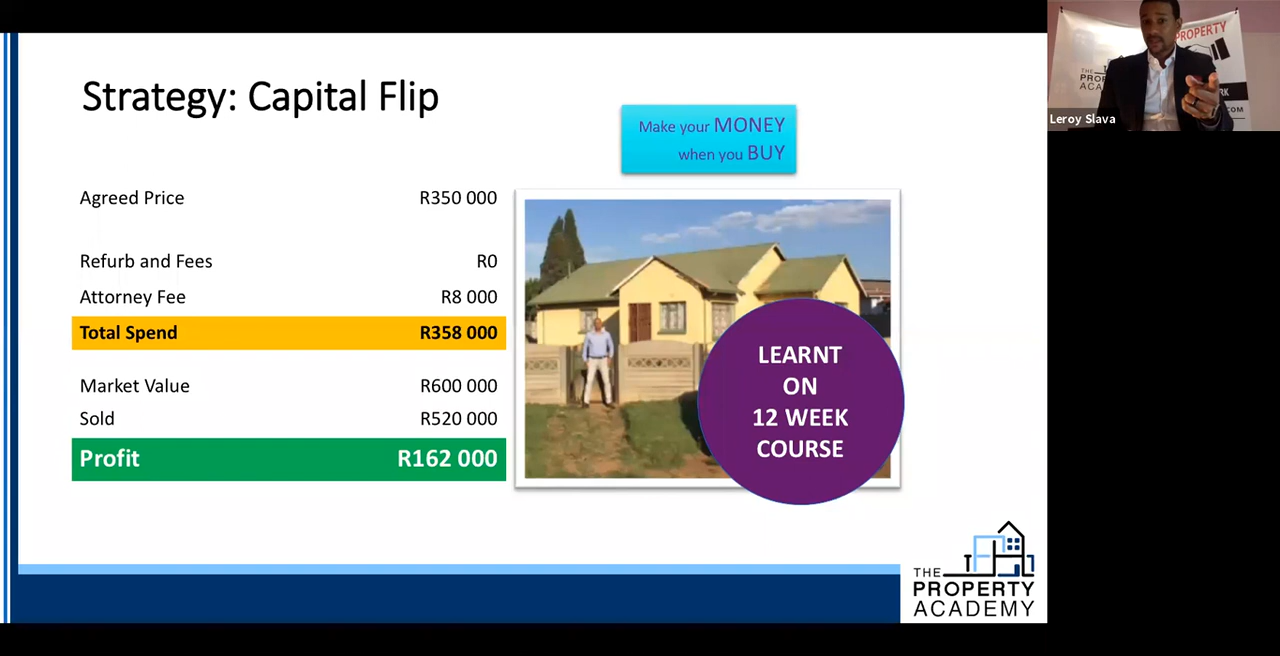 Strategy: Capital Flip
Make your MONEY
when you BUY
Agreed Price R350 000
Refurb and Fees R0
Attorney Fee R8 000
Total Spend R358 000
Market Value R600 000
Sold R520 000
Profit R162 000
LEARNT
ON
12 WEEK
COURSE
THE
PROPERTY
ACADEMY
PROPERTY
THE
Leroy Slava